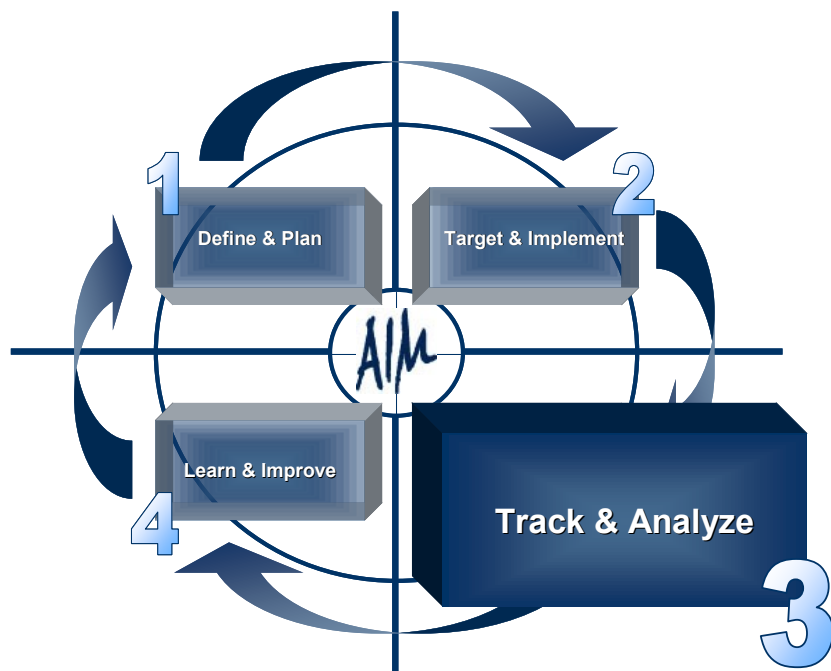 1
Define & Plan
2
Target & Implement
AIM
4
Learn & Improve
Track & Analyze
3